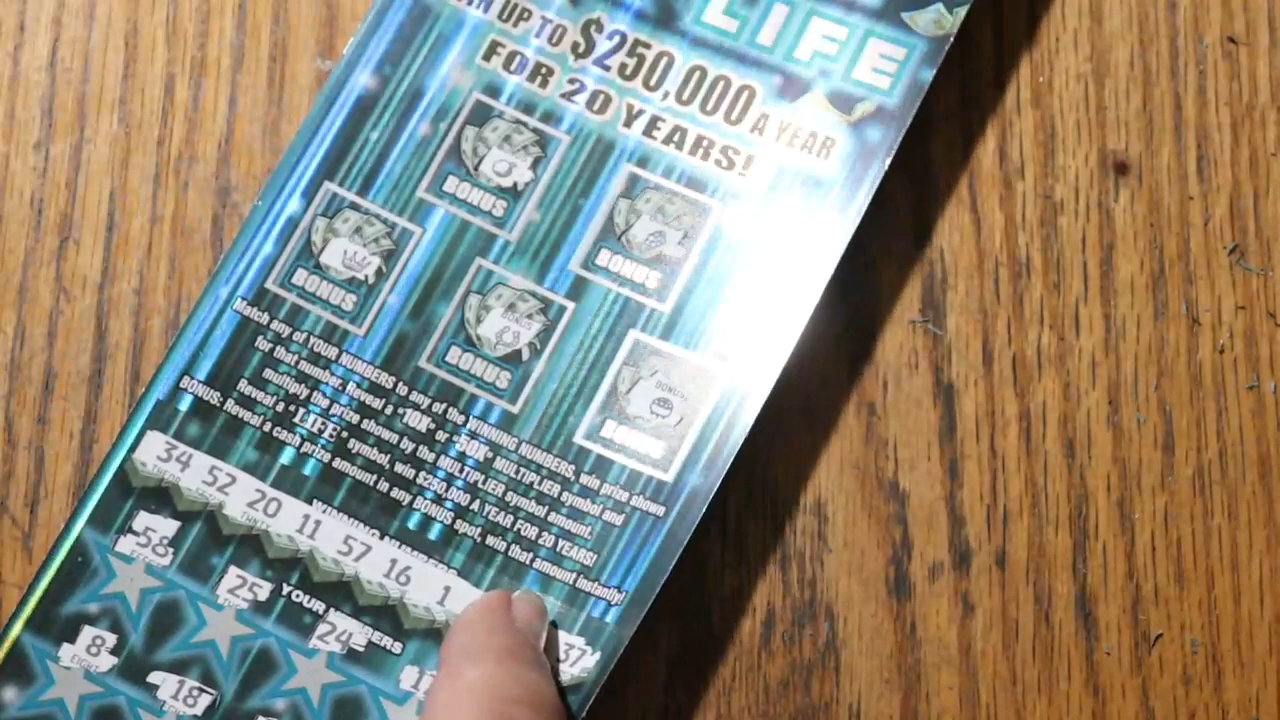 LIFE
UP TO $250,000 A YEAR
FOR 20 YEARS!
BONUS
BONUS
BONUS
BONUS
BONUS
BONUS
BONUS
Match any of YOUR NUMBERS to any of the WINNING NUMBERS, win prize shown
for that number. Reveal a "10X" or "50X" MULTIPLIER symbol and
multiply the prize shown by the MULTIPLIER symbol amount.
Reveal a "LIFE" symbol, win $250,000 A YEAR FOR 20 YEARS!
BONUS: Reveal a cash prize amount in any BONUS spot, win that amount instantly!
WINNING NUMBERS
34 52 20 11 57 16 1
37
YOUR NUMBERS
58
25
24
8
EIGHT
18